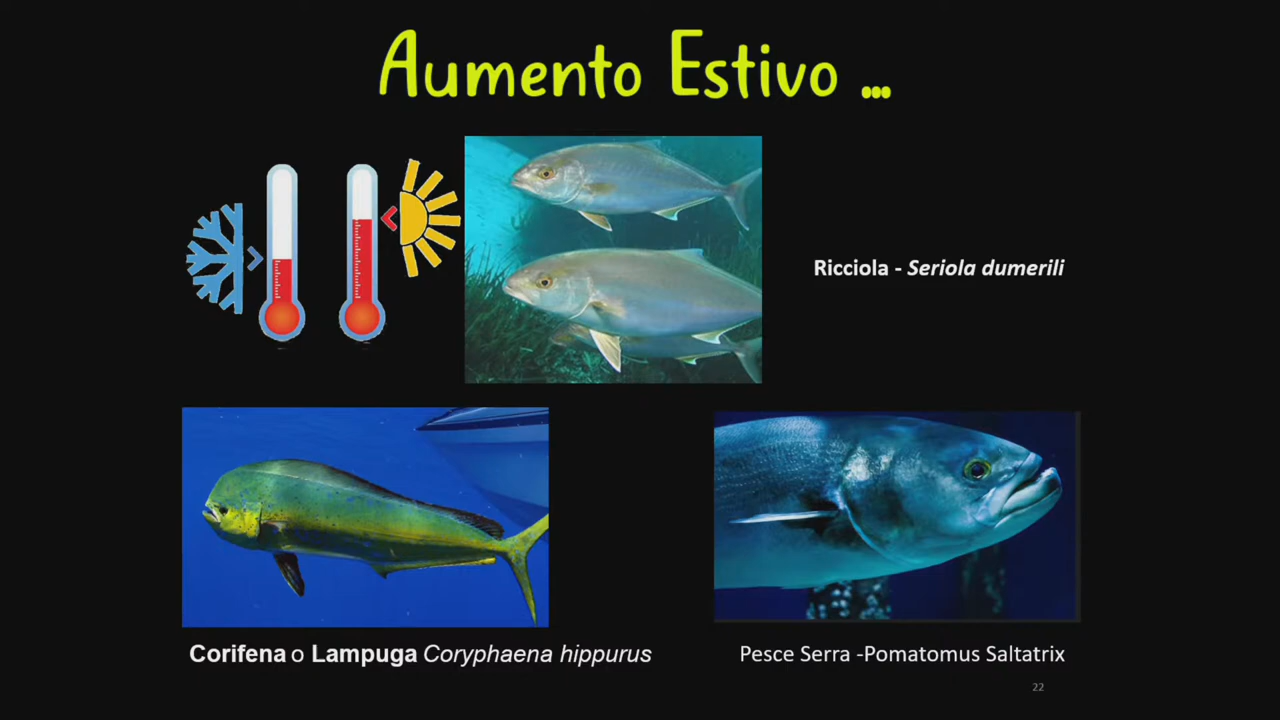 Aumento Estivo ...
Ricciola - Seriola dumerili
Corifena o Lampuga Coryphaena hippurus
Pesce Serra -Pomatomus Saltatrix
22